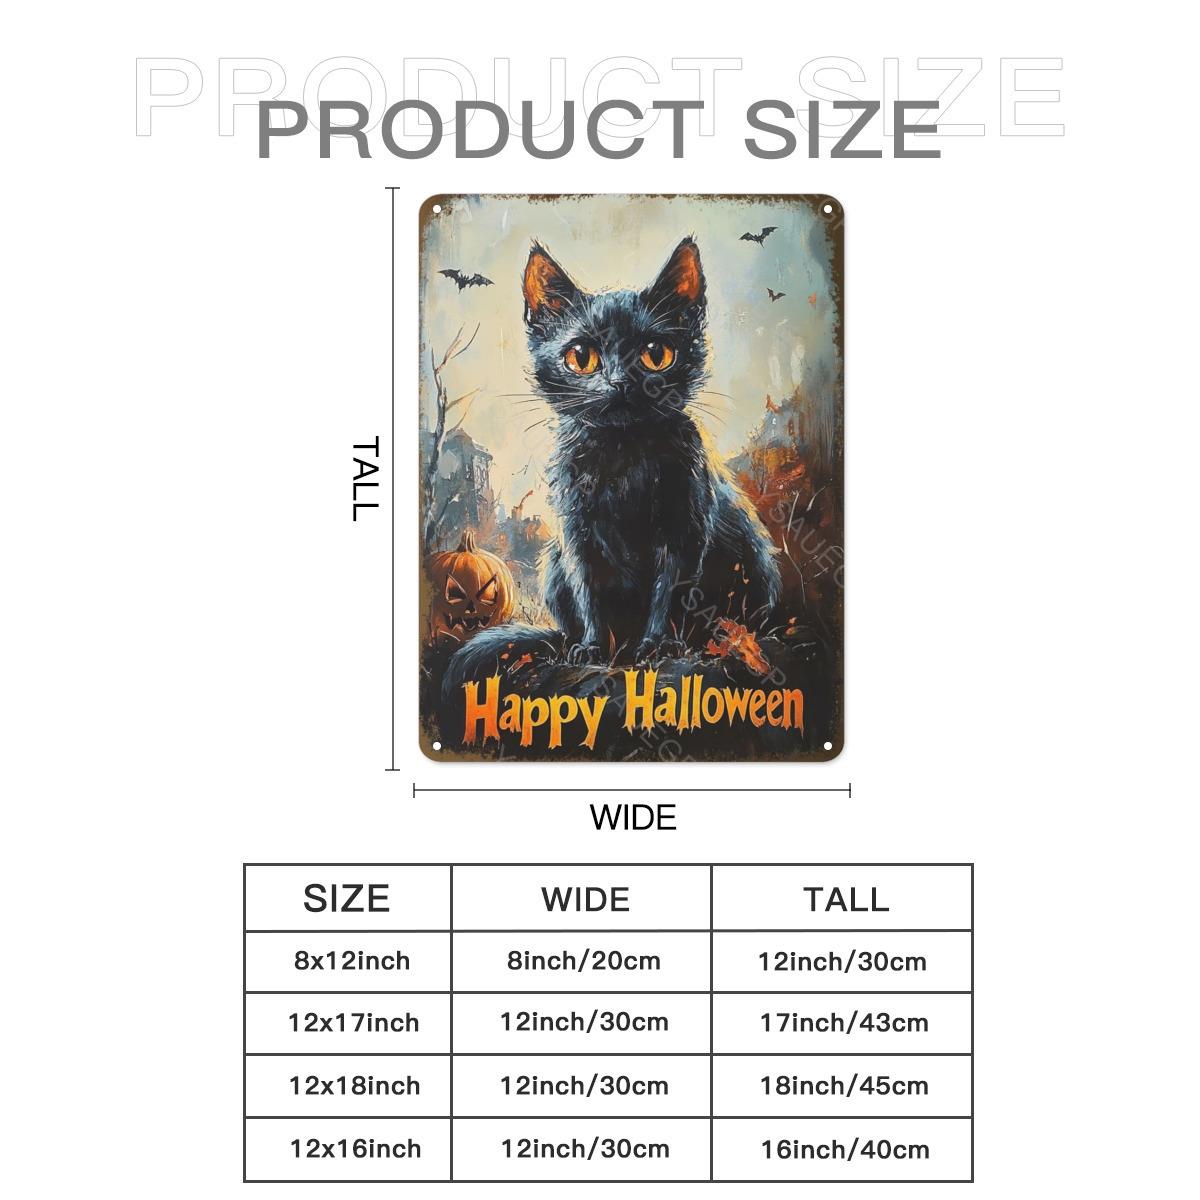 PRODUCT SIZE
PRODUCT SIZE
TALL
Happy Halloween
WIDE
SIZE WIDE TALL
8x12inch 8inch/20cm 12inch/30cm
12x17inch 12inch/30cm 17inch/43cm
12x18inch 12inch/30cm 18inch/45cm
12x16inch 12inch/30cm 16inch/40cm